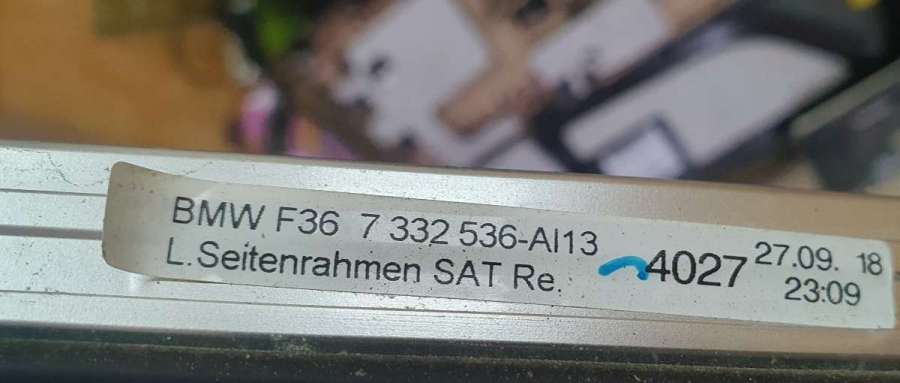 BMW F36 7 332 536-AI13
L.Seitenrahmen SAT Re.
4027
27.09. 18
23:09